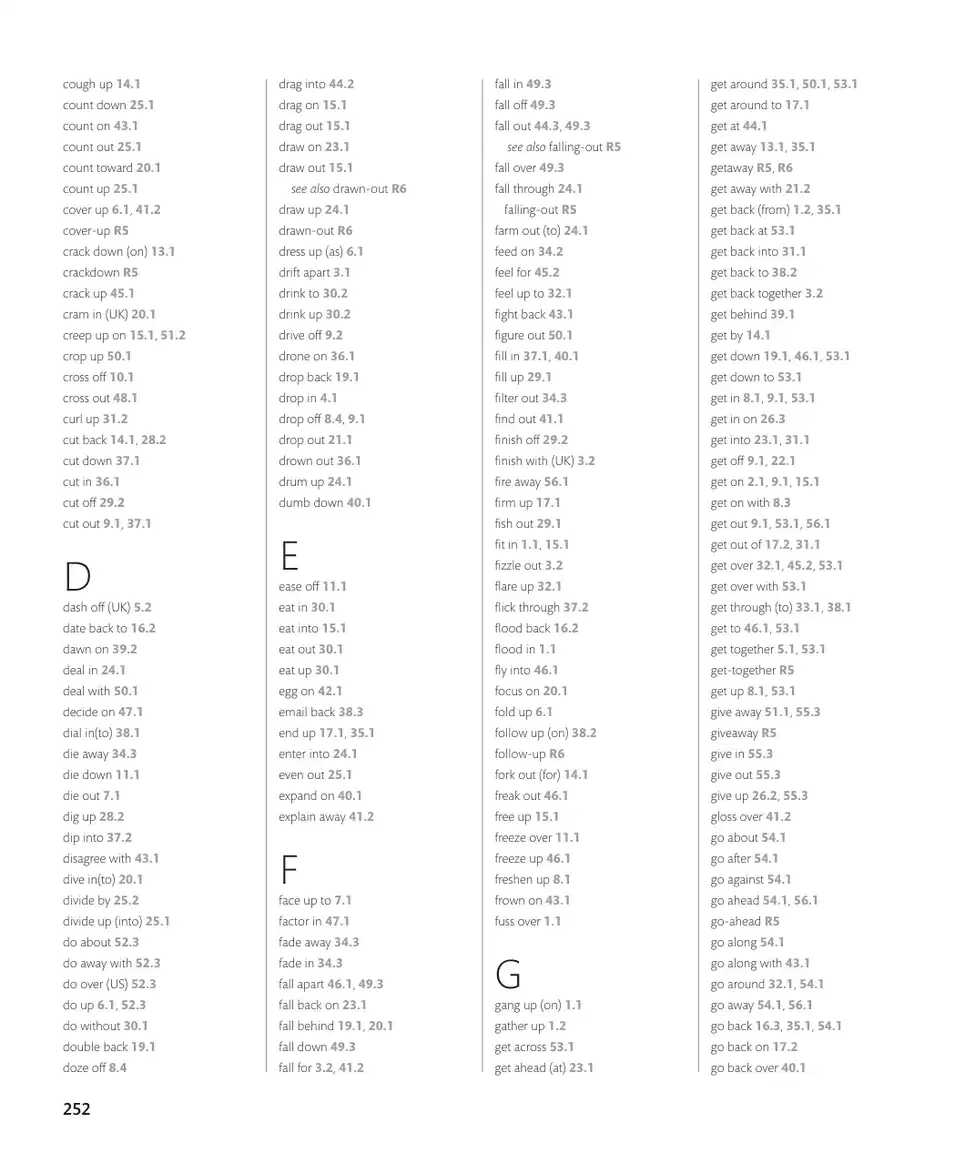 cough up 14.1
count down 25.1
count on 43.1
count out 25.1
count toward 20.1
count up 25.1
cover up 6.1, 41.2
cover-up R5
crack down (on) 13.1
crackdown R5
crack up 45.1
cram in (UK) 20.1
creep up on 15.1, 51.2
crop up 50.1
cross off 10.1
cross out 48.1
curl up 31.2
cut back 14.1, 28.2
cut down 37.1
cut in 36.1
cut off 29.2
cut out 9.1, 37.1
D
dash off (UK) 5.2
date back to 16.2
dawn on 39.2
deal in 24.1
deal with 50.1
decide on 47.1
dial in(to) 38.1
die away 34.3
die down 11.1
die out 7.1
dig up 28.2
dip into 37.2
disagree with 43.1
dive in(to) 20.1
divide by 25.2
divide up (into) 25.1
do about 52.3
do away with 52.3
do over (US) 52.3
do up 6.1, 52.3
do without 30.1
double back 19.1
doze off 8.4
drag into 44.2
drag on 15.1
drag out 15.1
draw on 23.1
draw out 15.1
see also drawn-out R6
draw up 24.1
drawn-out R6
dress up (as) 6.1
drift apart 3.1
drink to 30.2
drink up 30.2
drive off 9.2
drone on 36.1
drop back 19.1
drop in 4.1
drop off 8.4, 9.1
drop out 21.1
drown out 36.1
drum up 24.1
dumb down 40.1
E
ease off 11.1
eat in 30.1
eat into 15.1
eat out 30.1
eat up 30.1
egg on 42.1
email back 38.3
end up 17.1, 35.1
enter into 24.1
even out 25.1
expand on 40.1
explain away 41.2
F
face up to 7.1
factor in 47.1
fade away 34.3
fade in 34.3
fall apart 46.1, 49.3
fall back on 23.1
fall behind 19.1, 20.1
fall down 49.3
fall for 3.2, 41.2
fall in 49.3
fall off 49.3
fall out 44.3, 49.3
see also falling-out R5
fall over 49.3
fall through 24.1
falling-out R5
farm out (to) 24.1
feed on 34.2
feel for 45.2
feel up to 32.1
fight back 43.1
figure out 50.1
fill in 37.1, 40.1
fill up 29.1
filter out 34.3
find out 41.1
finish off 29.2
finish with (UK) 3.2
fire away 56.1
firm up 17.1
fish out 29.1
fit in 1.1, 15.1
fizzle out 3.2
flare up 32.1
flick through 37.2
flood back 16.2
flood in 1.1
fly into 46.1
focus on 20.1
fold up 6.1
follow up (on) 38.2
follow-up R6
fork out (for) 14.1
freak out 46.1
free up 15.1
freeze over 11.1
freeze up 46.1
freshen up 8.1
frown on 43.1
fuss over 1.1
G
gang up (on) 1.1
gather up 1.2
get across 53.1
get ahead (at) 23.1
get around 35.1, 50.1, 53.1
get around to 17.1
get at 44.1
get away 13.1, 35.1
getaway R5, R6
get away with 21.2
get back (from) 1.2, 35.1
get back at 53.1
get back into 31.1
get back to 38.2
get back together 3.2
get behind 39.1
get by 14.1
get down 19.1, 46.1, 53.1
get down to 53.1
get in 8.1, 9.1, 53.1
get in on 26.3
get into 23.1, 31.1
get off 9.1, 22.1
get on 2.1, 9.1, 15.1
get on with 8.3
get out 9.1, 53.1, 56.1
get out of 17.2, 31.1
get over 32.1, 45.2, 53.1
get over with 53.1
get through (to) 33.1, 38.1
get to 46.1, 53.1
get together 5.1, 53.1
get-together R5
get up 8.1, 53.1
give away 51.1, 55.3
giveaway R5
give in 55.3
give out 55.3
give up 26.2, 55.3
gloss over 41.2
go about 54.1
go after 54.1
go against 54.1
go ahead 54.1, 56.1
go-ahead R5
go along 54.1
go along with 43.1
go around 32.1, 54.1
go away 54.1, 56.1
go back 16.3, 35.1, 54.1
go back on 17.2
go back over 40.1
252